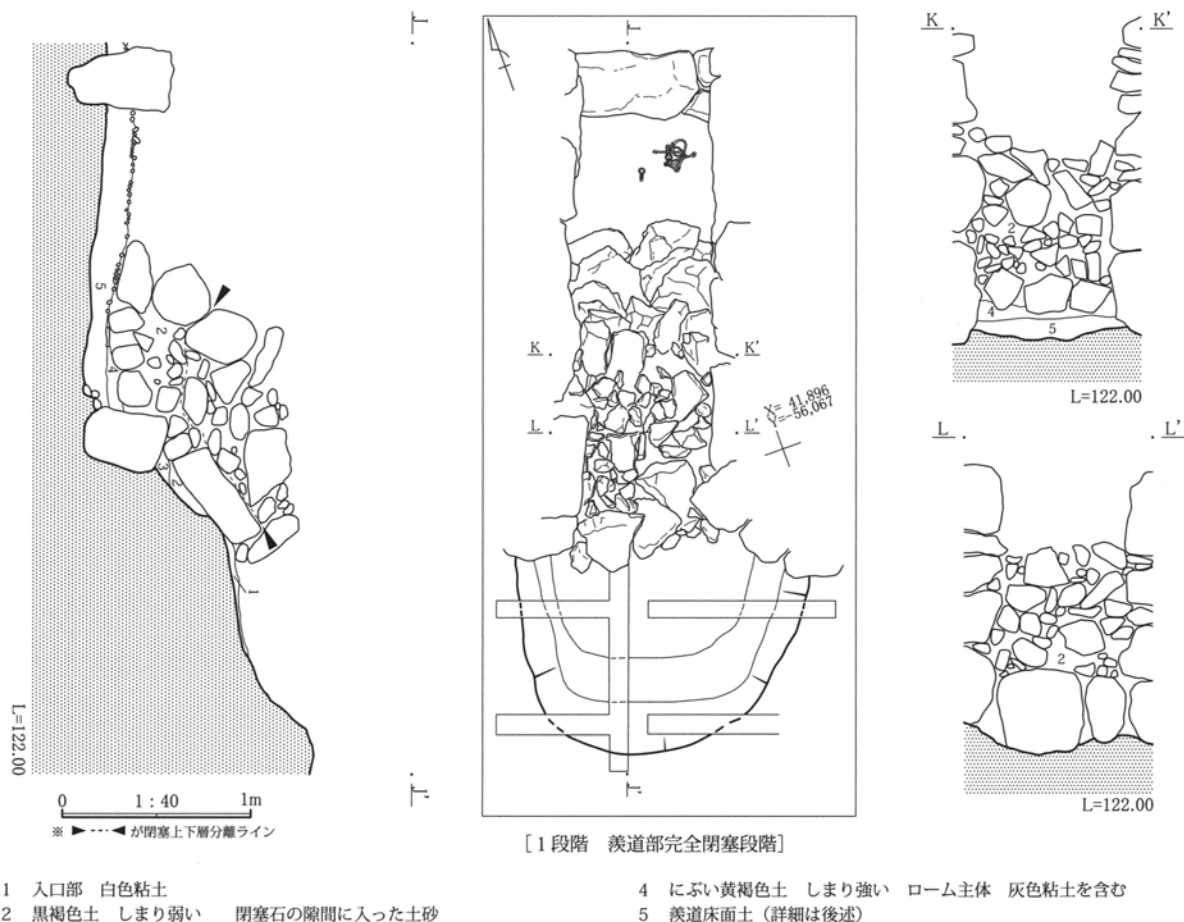 K K'
5
2
4
3
2
1
L=122.00
0 1:40 1m
※ ▶---◀ が閉塞上下層分離ライン
J
J'
J
K K'
L L'
X= 41,896
Y=-56,067
J'
[1段階 羨道部完全閉塞段階]
2
4
5
L=122.00
L L'
2
L=122.00
1 入口部 白色粘土
2 黒褐色土 しまり弱い 閉塞石の隙間に入った土砂
4 にぶい黄褐色土 しまり強い ローム主体 灰色粘土を含む
5 羨道床面土(詳細は後述)